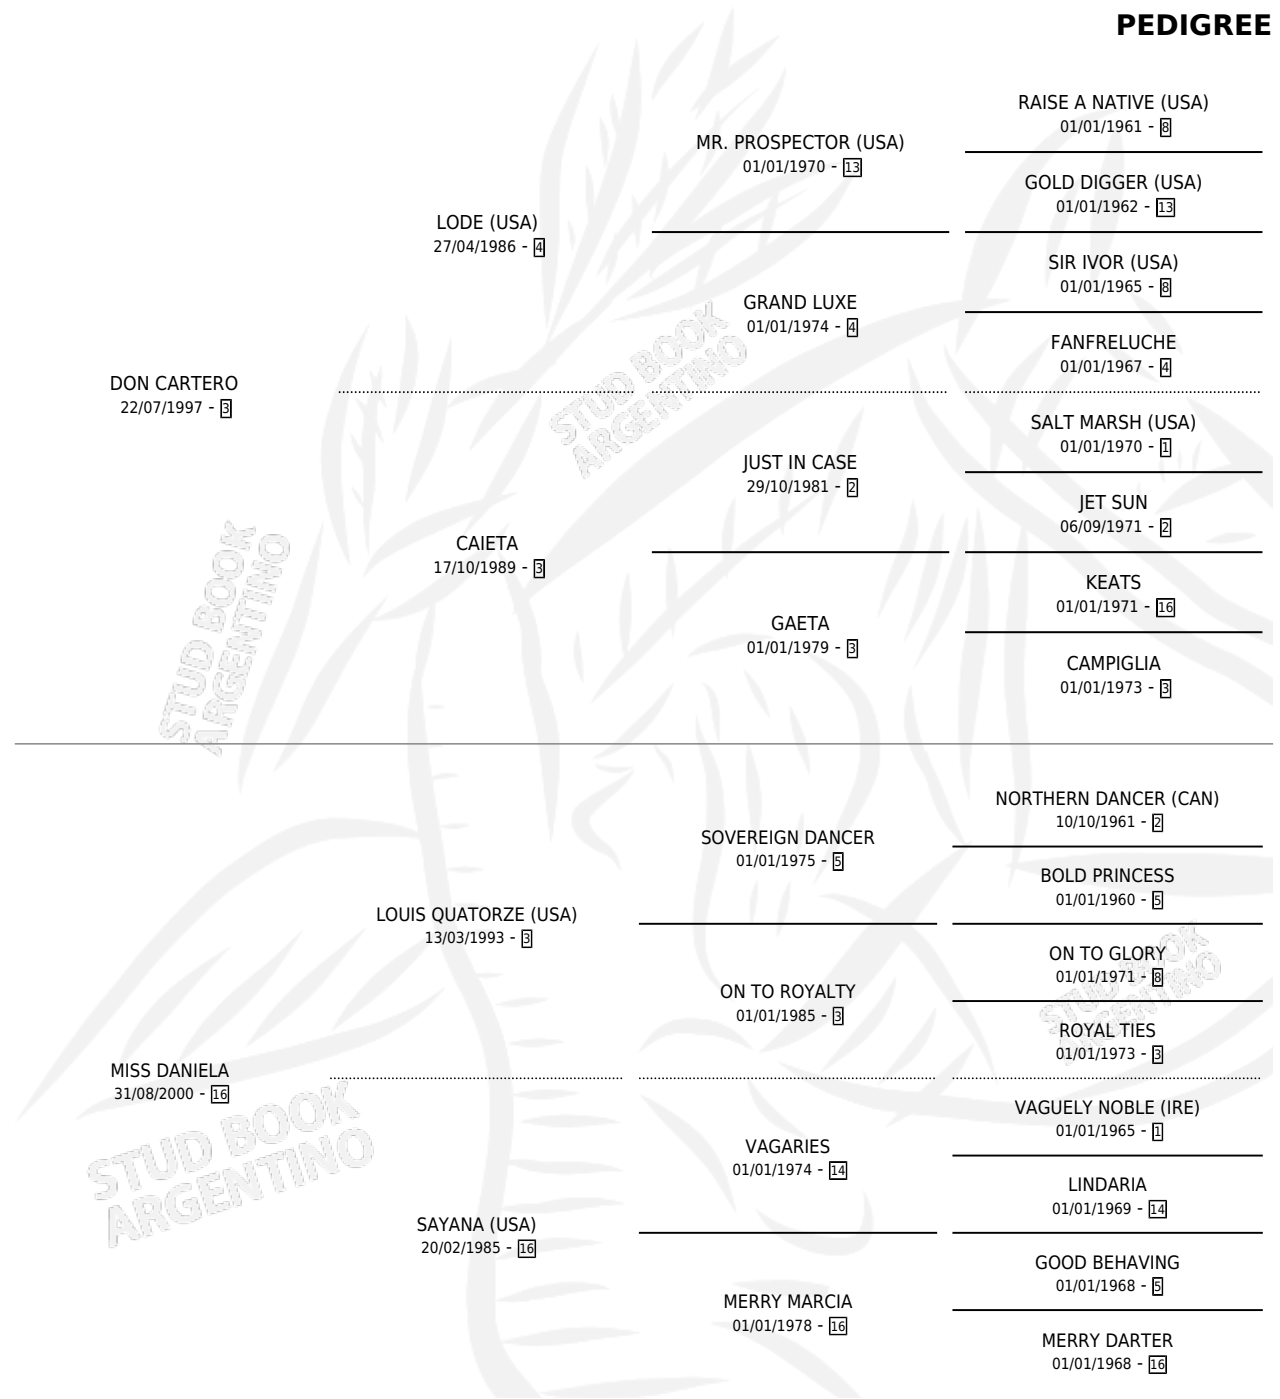 PEDIGREE
RAISE A NATIVE (USA)
01/01/1961 - 8
MR. PROSPECTOR (USA)
01/01/1970 - 13
GOLD DIGGER (USA)
01/01/1962 - 13
LODE (USA)
27/04/1986 - 4
SIR IVOR (USA)
01/01/1965 - 8
GRAND LUXE
01/01/1974 - 4
FANFRELUCHE
01/01/1967 - 4
DON CARTERO
22/07/1997 - 3
SALT MARSH (USA)
01/01/1970 - 1
JUST IN CASE
29/10/1981 - 2
JET SUN
06/09/1971 - 2
CAIETA
17/10/1989 - 3
KEATS
01/01/1971 - 16
GAETA
01/01/1979 - 3
CAMPIGLIA
01/01/1973 - 3
NORTHERN DANCER (CAN)
10/10/1961 - 2
SOVEREIGN DANCER
01/01/1975 - 5
BOLD PRINCESS
01/01/1960 - 5
LOUIS QUATORZE (USA)
13/03/1993 - 3
ON TO GLORY
01/01/1971 - 8
ON TO ROYALTY
01/01/1985 - 3
ROYAL TIES
01/01/1973 - 3
MISS DANIELA
31/08/2000 - 16
VAGUELY NOBLE (IRE)
01/01/1965 - 1
VAGARIES
01/01/1974 - 14
LINDARIA
01/01/1969 - 14
SAYANA (USA)
20/02/1985 - 16
GOOD BEHAVING
01/01/1968 - 5
MERRY MARCIA
01/01/1978 - 16
MERRY DARTER
01/01/1968 - 16
STUD BOOK
ARGENTINO
STUD BOOK
ARGENTINO
STUD BOOK
ARGENTINO
STUD BOOK
ARGENTINO